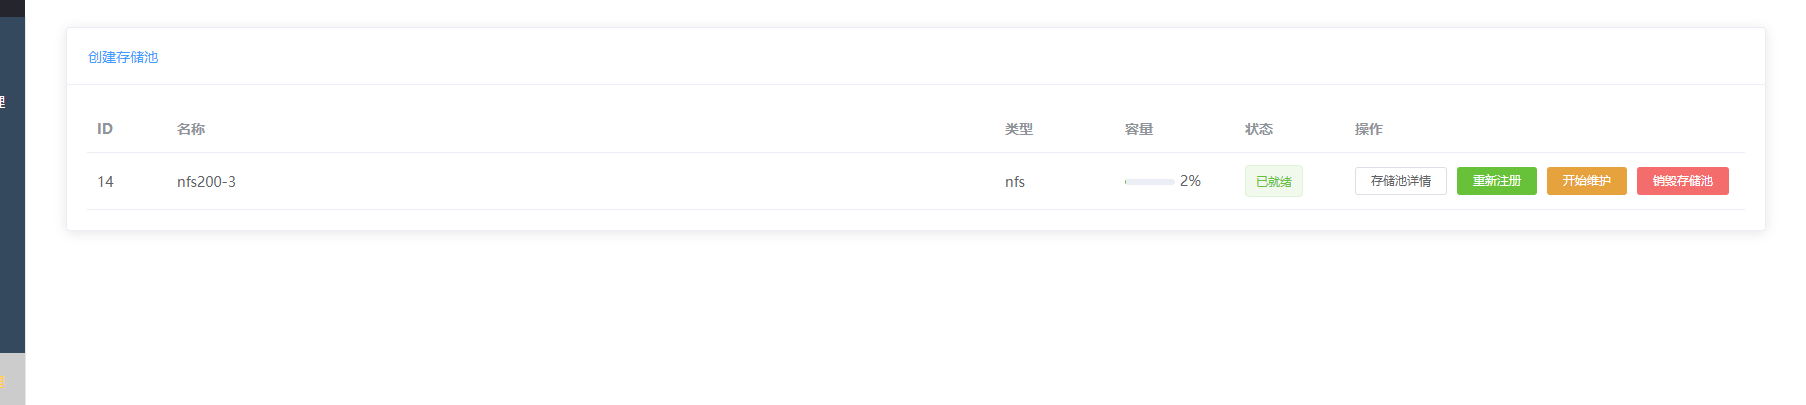 创建存储池
ID 名称 类型 容量 状态 操作
14 nfs200-3 nfs 2% 已就绪 存储池详情 重新注册 开始维护 销毁存储池
理